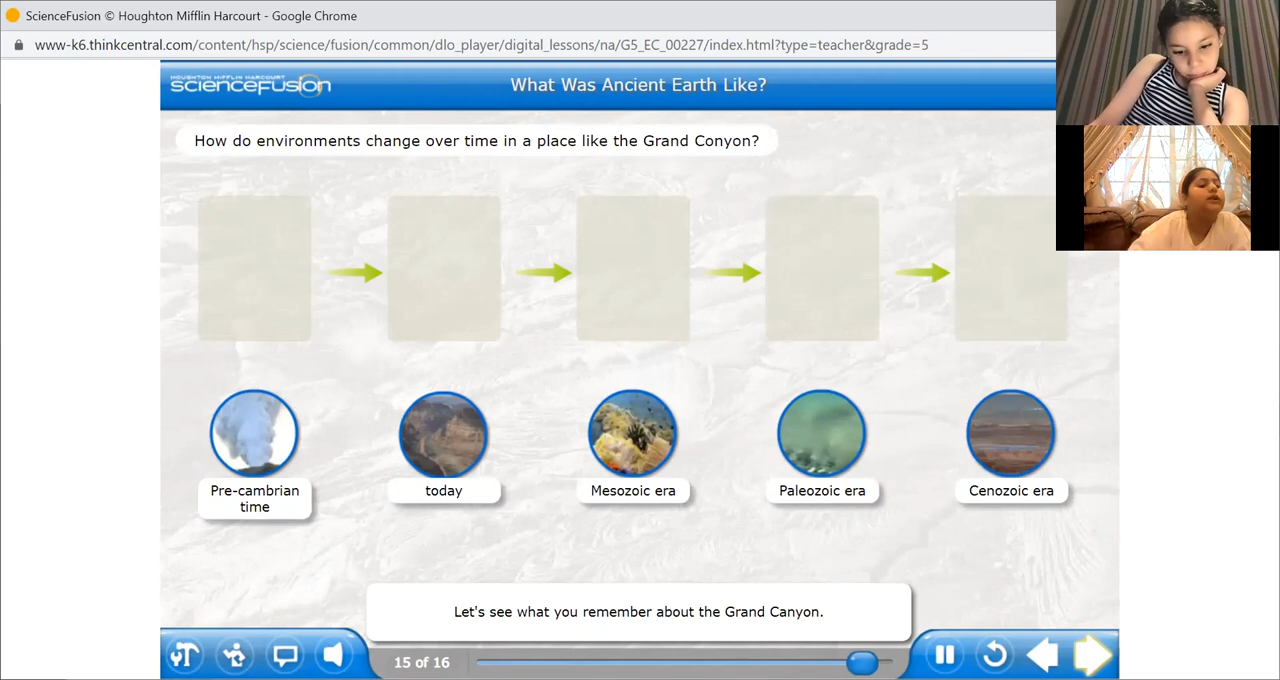 ScienceFusion © Houghton Mifflin Harcourt - Google Chrome
www-k6.thinkcentral.com/content/hsp/science/fusion/common/dlo_player/digital_lessons/na/G5_EC_00227/index.html?type=teacher&grade=5
HOUGHTON MIFFLIN HARCOURT
scienceFusion
What Was Ancient Earth Like?
How do environments change over time in a place like the Grand Canyon?
Pre-cambrian
time
today
Mesozoic era
Paleozoic era
Cenozoic era
Let's see what you remember about the Grand Canyon.
15 of 16